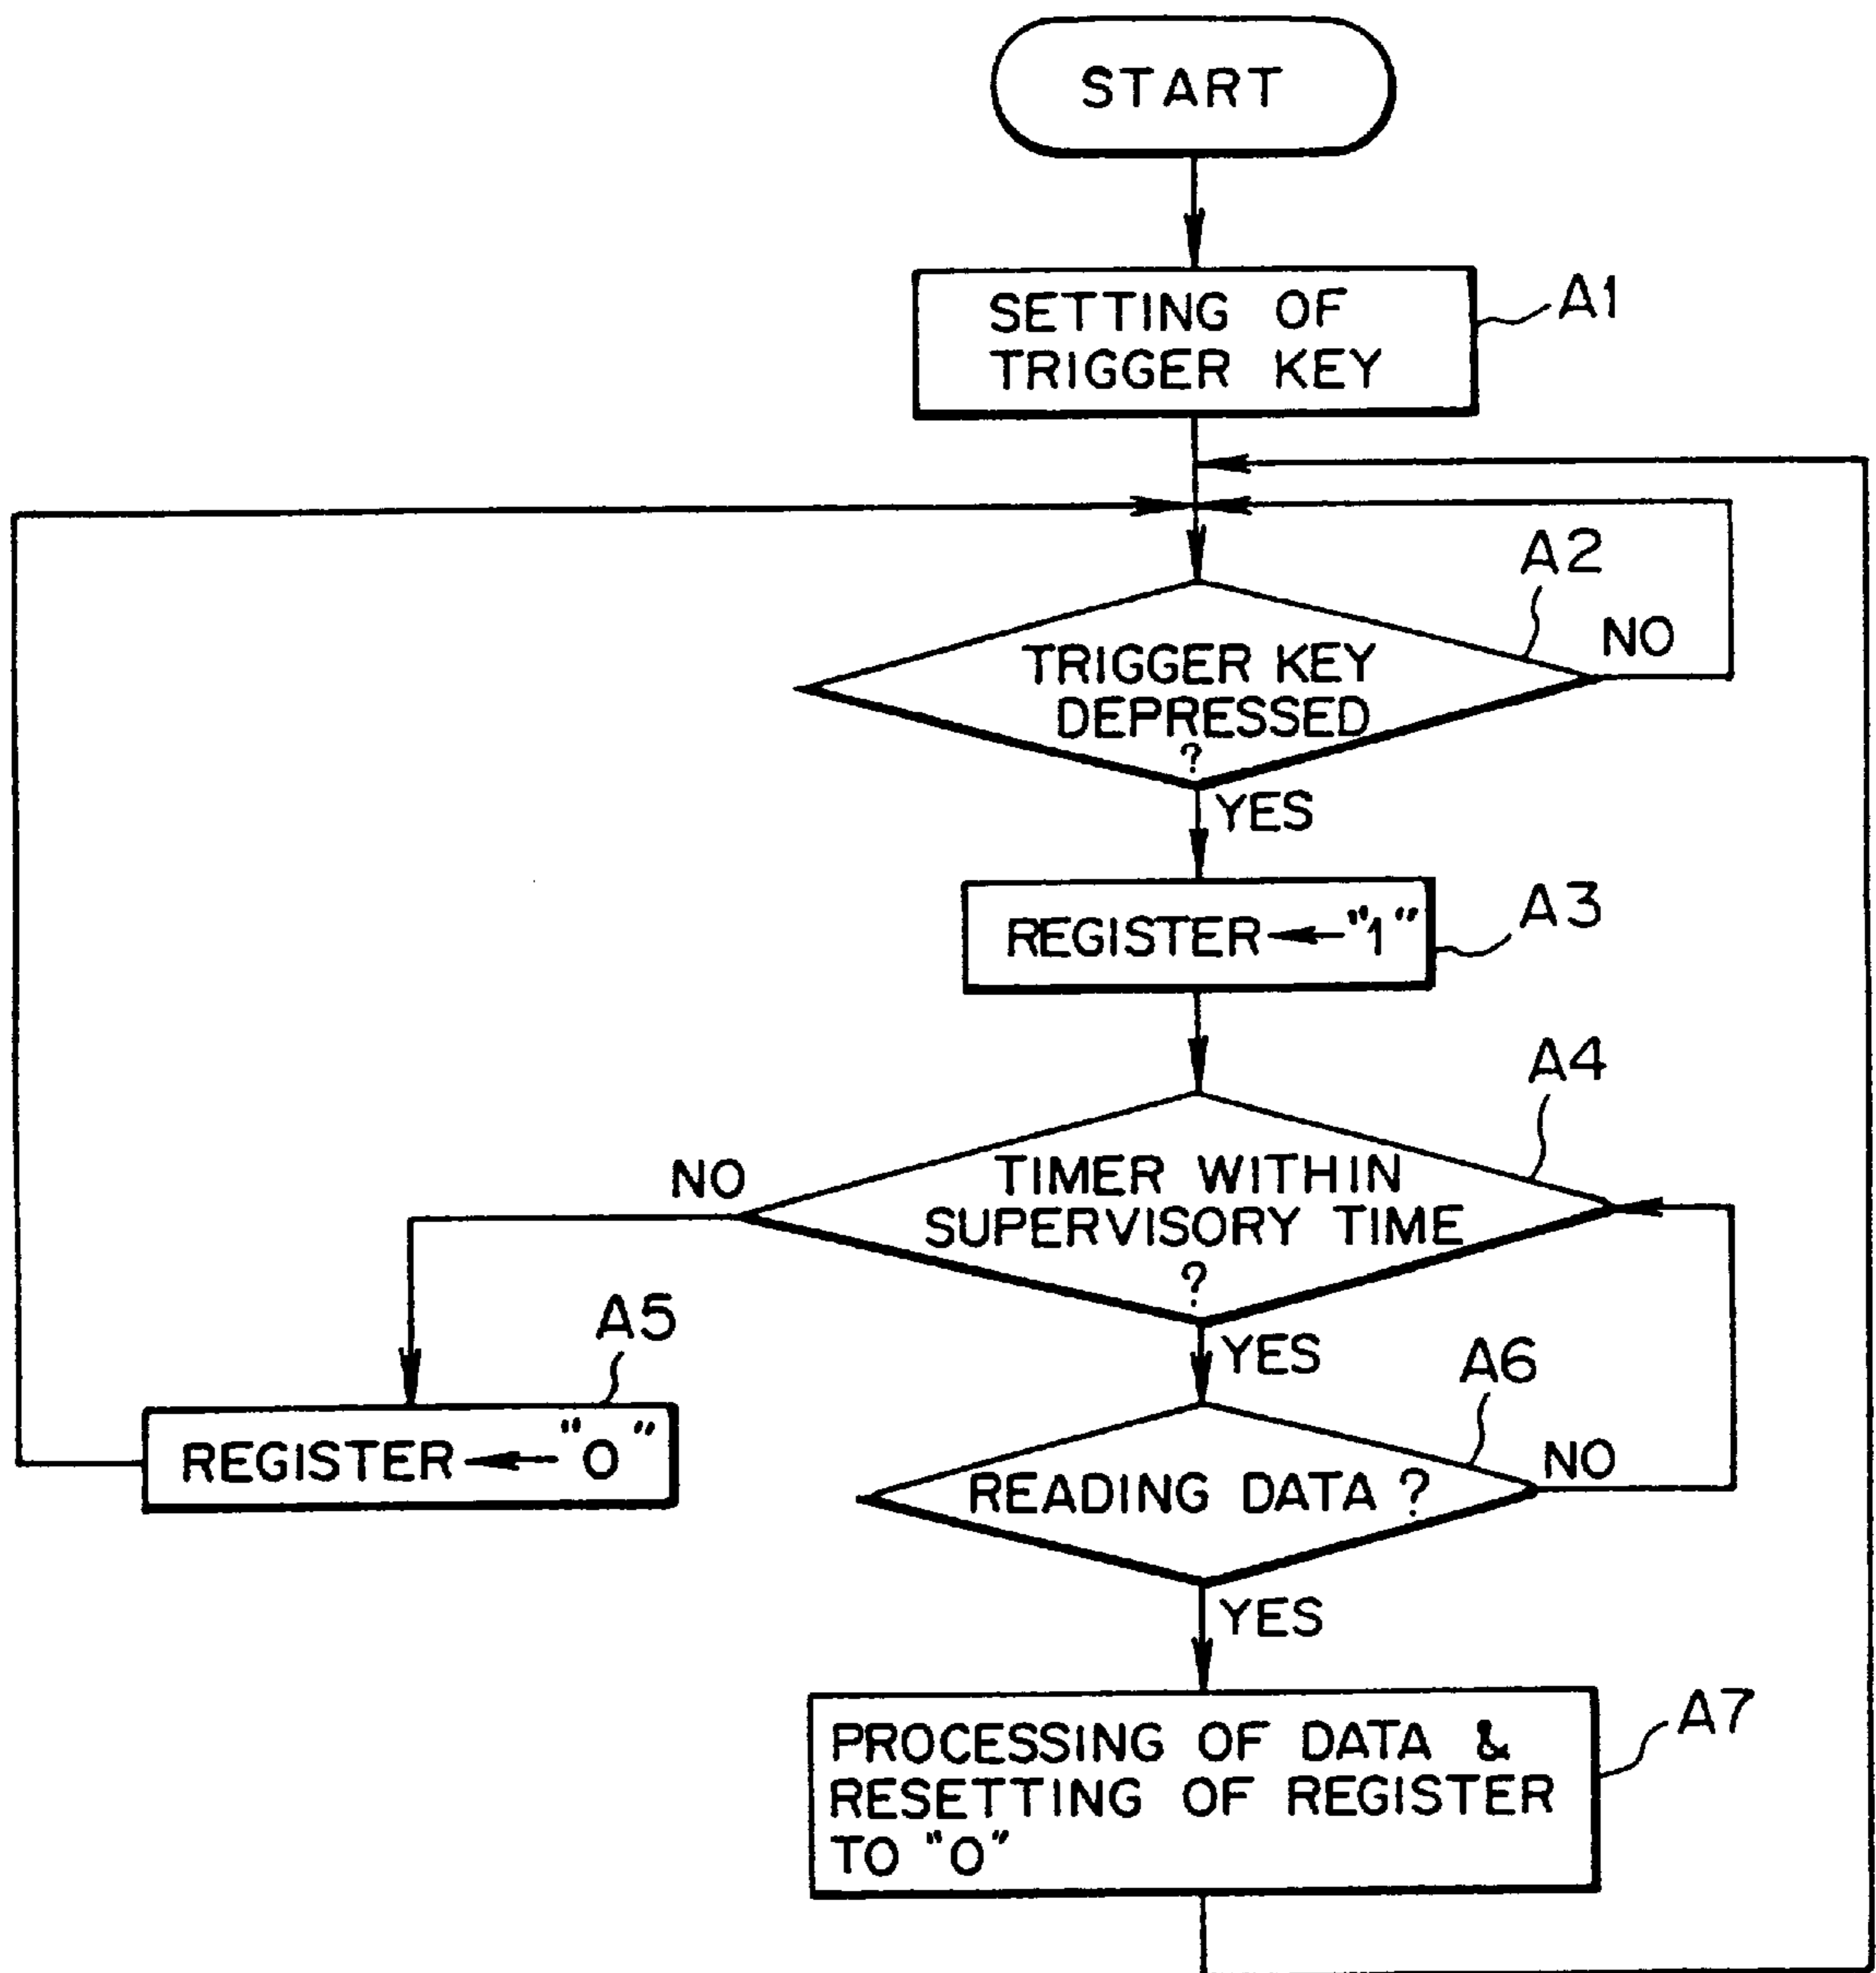 START
SETTING OF
TRIGGER KEY
A1
A2
TRIGGER KEY
DEPRESSED
?
NO
YES
REGISTER ← "1"
A3
A4
TIMER WITHIN
SUPERVISORY TIME
?
NO
YES
A5
REGISTER ← "0"
A6
READING DATA ?
NO
YES
PROCESSING OF DATA &
RESETTING OF REGISTER
TO "0"
A7